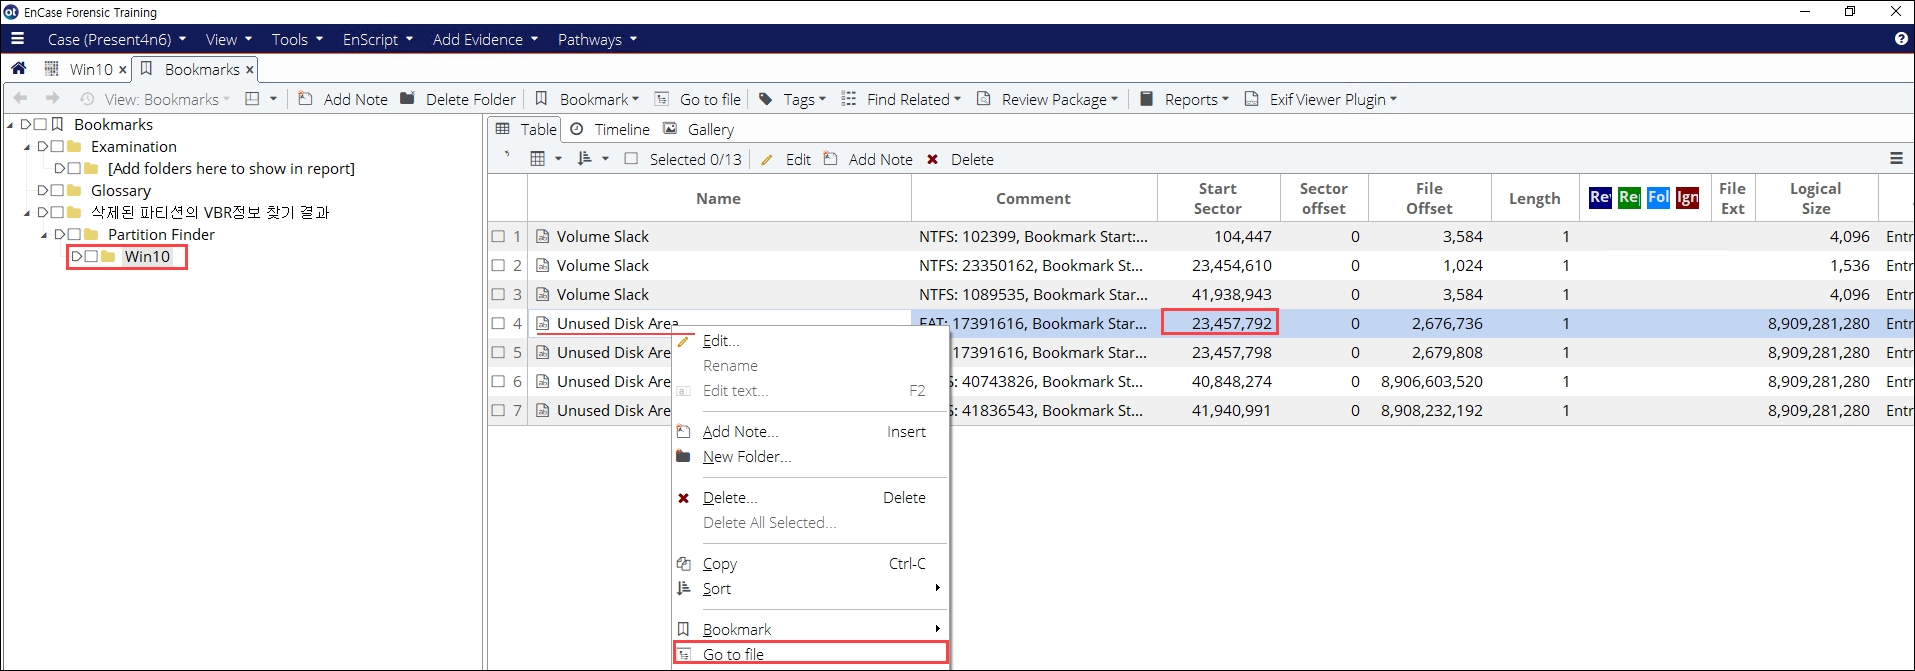 EnCase Forensic Training
Case (Present4n6) View Tools EnScript Add Evidence Pathways
Win10 Bookmarks
View: Bookmarks Add Note Delete Folder Bookmark Go to file Tags Find Related Review Package Reports Exif Viewer Plugin
Bookmarks
Examination
[Add folders here to show in report]
Glossary
삭제된 파티션의 VBR정보 찾기 결과
Partition Finder
Win10
Table Timeline Gallery
Selected 0/13 Edit Add Note Delete
Name Comment Start Sector Sector offset File Offset Length Re Re Fol Ign File Ext Logical Size
1 Volume Slack NTFS: 102399, Bookmark Start:... 104,447 0 3,584 1 4,096 Entr
2 Volume Slack NTFS: 23350162, Bookmark St... 23,454,610 0 1,024 1 1,536 Entr
3 Volume Slack NTFS: 1089535, Bookmark Star... 41,938,943 0 3,584 1 4,096 Entr
4 Unused Disk Area FAT: 17391616, Bookmark Star... 23,457,792 0 2,676,736 1 8,909,281,280 Entr
5 Unused Disk Are 17391616, Bookmark Star... 23,457,798 0 2,679,808 1 8,909,281,280 Entr
6 Unused Disk Are S: 40743826, Bookmark St... 40,848,274 0 8,906,603,520 1 8,909,281,280 Entr
7 Unused Disk Are S: 41836543, Bookmark St... 41,940,991 0 8,908,232,192 1 8,909,281,280 Entr
Edit...
Rename
Edit text... F2
Add Note... Insert
New Folder...
Delete... Delete
Delete All Selected...
Copy Ctrl-C
Sort
Bookmark
Go to file